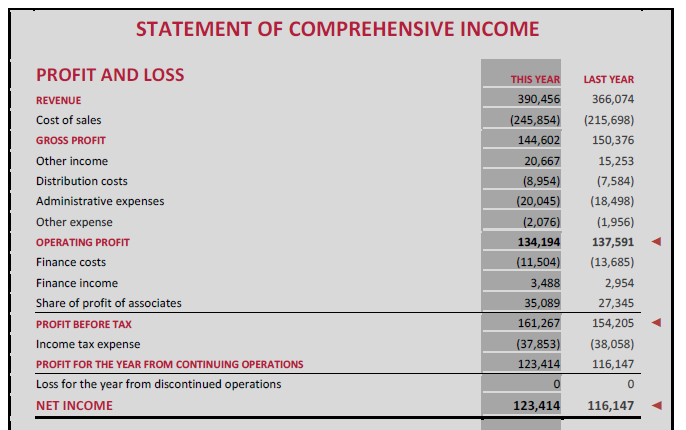 STATEMENT OF COMPREHENSIVE INCOME
PROFIT AND LOSS THIS YEAR LAST YEAR
REVENUE 390,456 366,074
Cost of sales (245,854) (215,698)
GROSS PROFIT 144,602 150,376
Other income 20,667 15,253
Distribution costs (8,954) (7,584)
Administrative expenses (20,045) (18,498)
Other expense (2,076) (1,956)
OPERATING PROFIT 134,194 137,591
Finance costs (11,504) (13,685)
Finance income 3,488 2,954
Share of profit of associates 35,089 27,345
PROFIT BEFORE TAX 161,267 154,205
Income tax expense (37,853) (38,058)
PROFIT FOR THE YEAR FROM CONTINUING OPERATIONS 123,414 116,147
Loss for the year from discontinued operations 0 0
NET INCOME 123,414 116,147